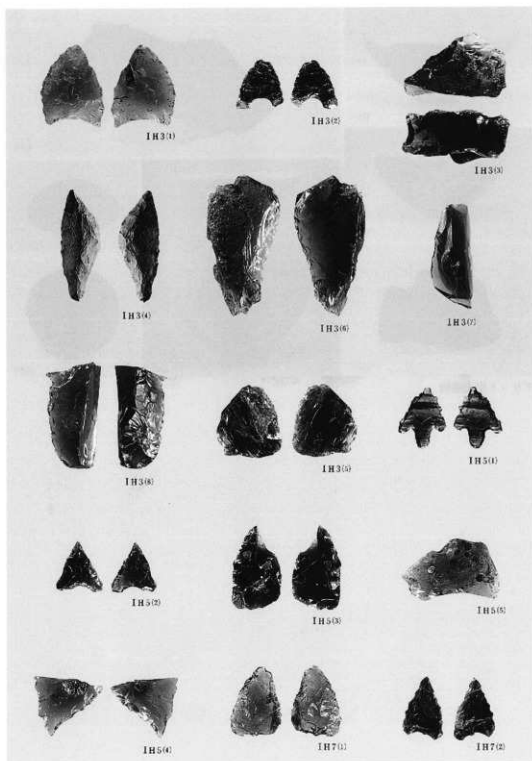 IH3(1)
IH3(2)
IH3(3)
IH3(4)
IH3(6)
IH3(7)
IH3(8)
IH3(5)
IH5(1)
IH5(2)
IH5(3)
IH5(5)
IH5(4)
IH7(1)
IH7(2)